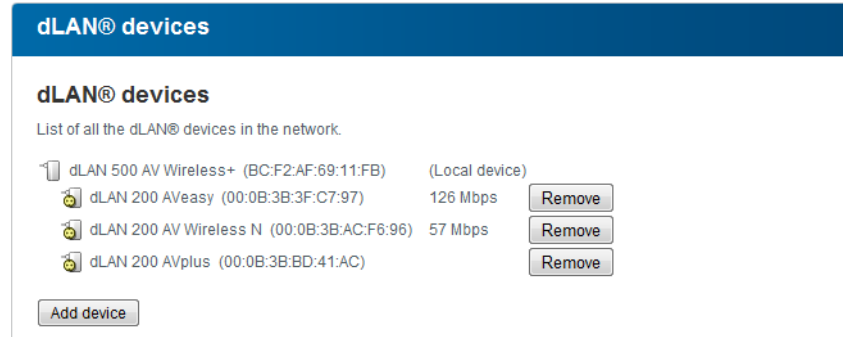 dLAN® devices
dLAN® devices
List of all the dLAN® devices in the network.
dLAN 500 AV Wireless+ (BC:F2:AF:69:11:FB) (Local device)
dLAN 200 AVeasy (00:0B:3B:3F:C7:97) 126 Mbps Remove
dLAN 200 AV Wireless N (00:0B:3B:AC:F6:96) 57 Mbps Remove
dLAN 200 AVplus (00:0B:3B:BD:41:AC) Remove
Add device